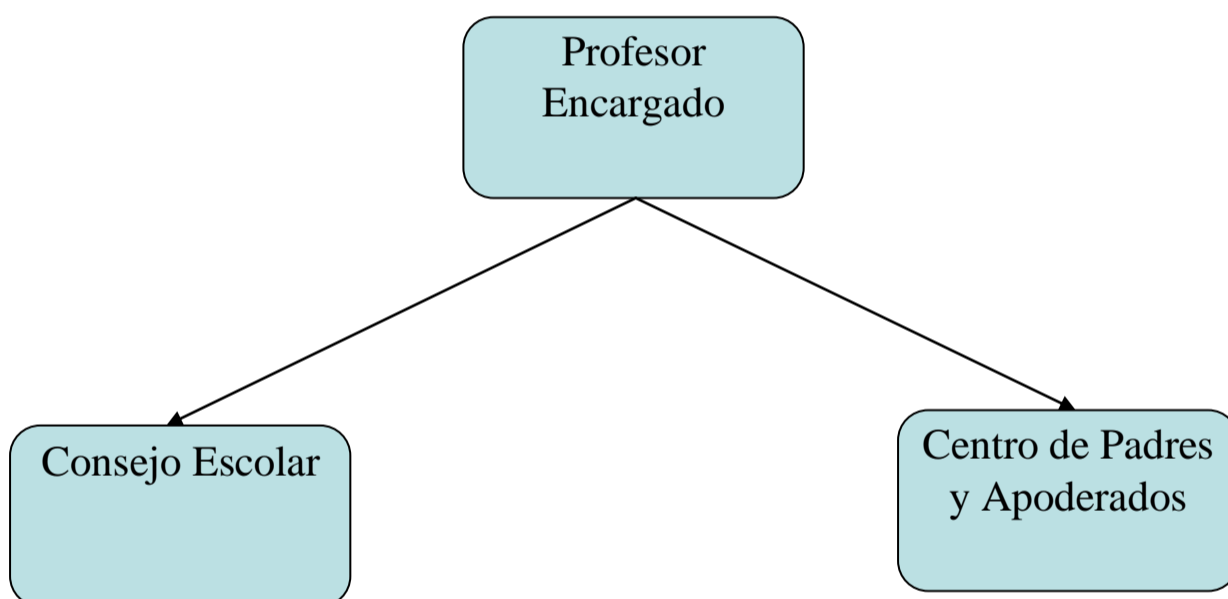 Profesor
Encargado
Consejo Escolar
Centro de Padres
y Apoderados